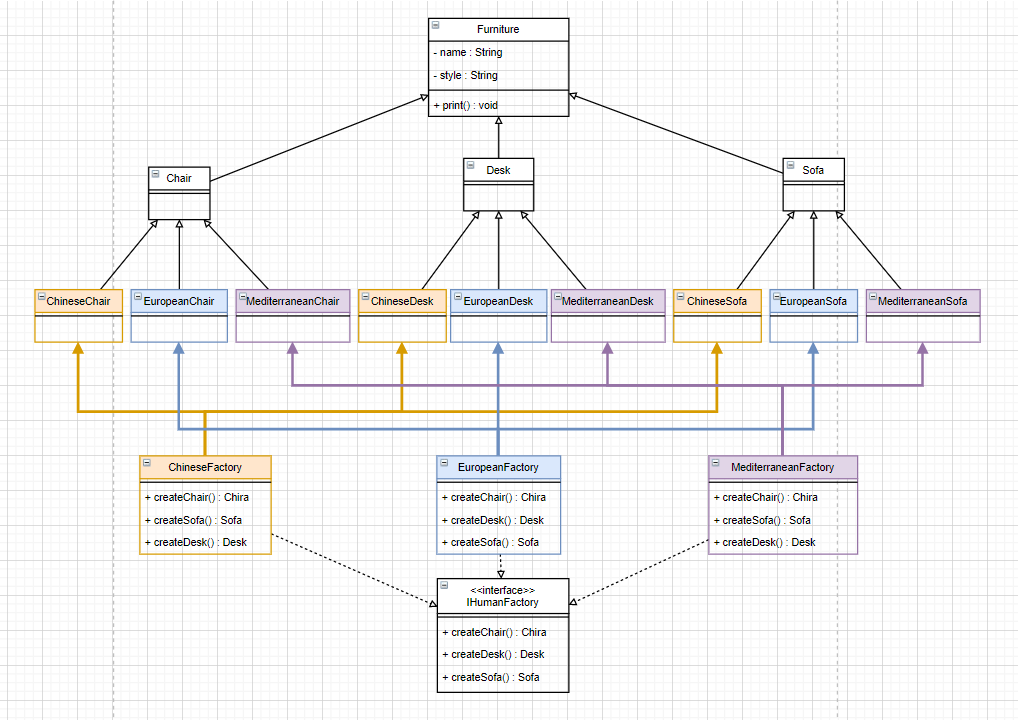 Furniture
- name : String
- style : String
+ print() : void
Chair
Desk
Sofa
ChineseChair
EuropeanChair
MediterraneanChair
ChineseDesk
EuropeanDesk
MediterraneanDesk
ChineseSofa
EuropeanSofa
MediterraneanSofa
ChineseFactory
+ createChair() : Chira
+ createSofa() : Sofa
+ createDesk() : Desk
EuropeanFactory
+ createChair() : Chira
+ createDesk() : Desk
+ createSofa() : Sofa
MediterraneanFactory
+ createChair() : Chira
+ createSofa() : Sofa
+ createDesk() : Desk
<<interface>>
IHumanFactory
+ createChair() : Chira
+ createDesk() : Desk
+ createSofa() : Sofa